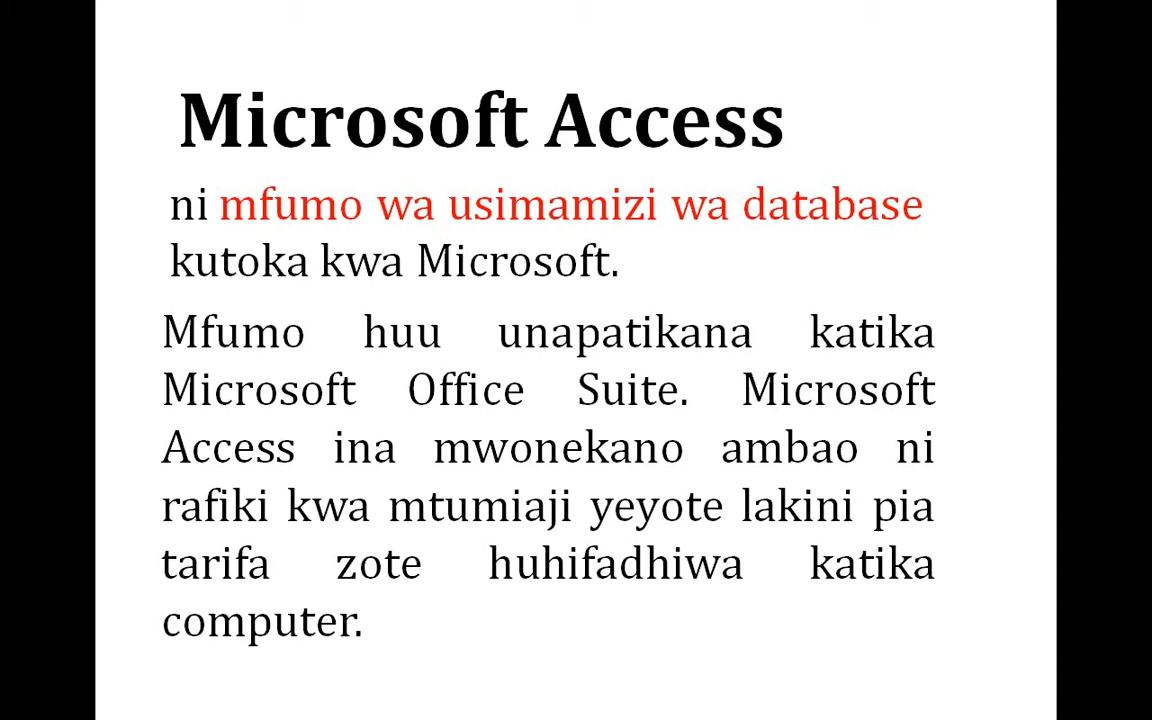 Microsoft Access
ni mfumo wa usimamizi wa database
kutoka kwa Microsoft.
Mfumo huu unapatikana katika
Microsoft Office Suite. Microsoft
Access ina mwonekano ambao ni
rafiki kwa mtumiaji yeyote lakini pia
tarifa zote huhifadhiwa katika
computer.